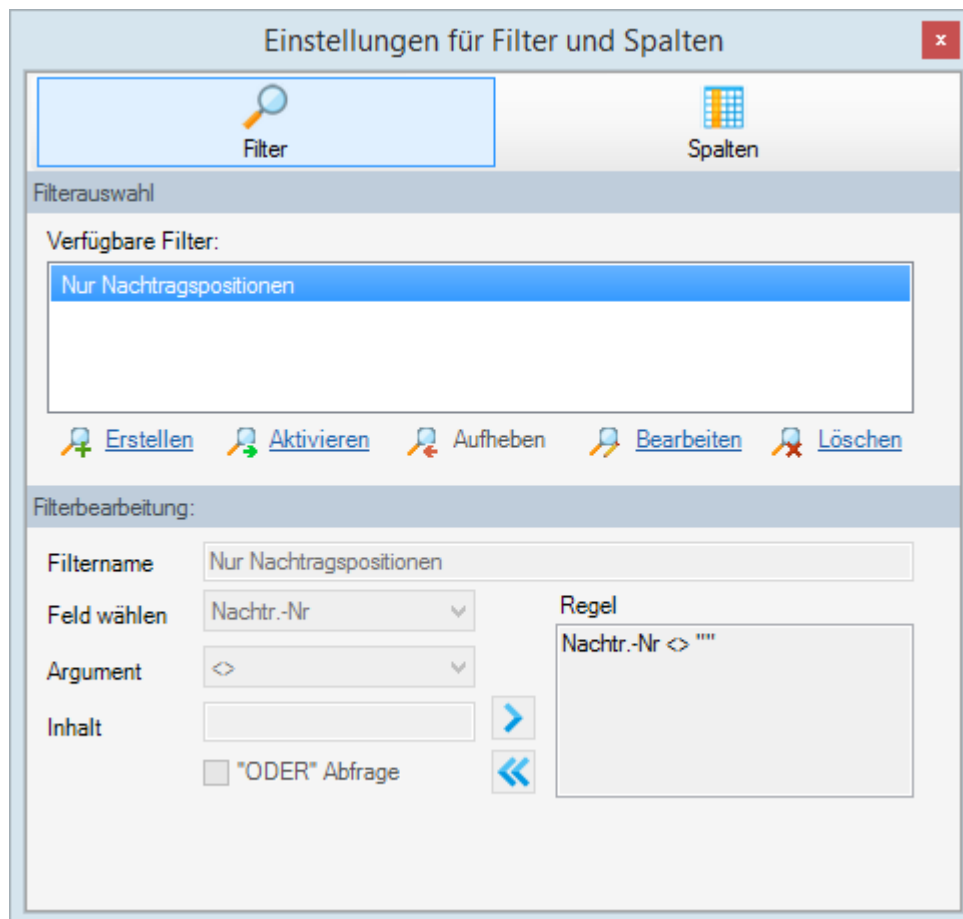 Einstellungen für Filter und Spalten
x
Filter Spalten
Filterauswahl
Verfügbare Filter:
Nur Nachtragspositionen
Erstellen Aktivieren Aufheben Bearbeiten Löschen
Filterbearbeitung:
Filtername Nur Nachtragspositionen
Feld wählen Nachtr.-Nr Regel
Nachtr.-Nr <> ""
Argument <>
Inhalt
"ODER" Abfrage